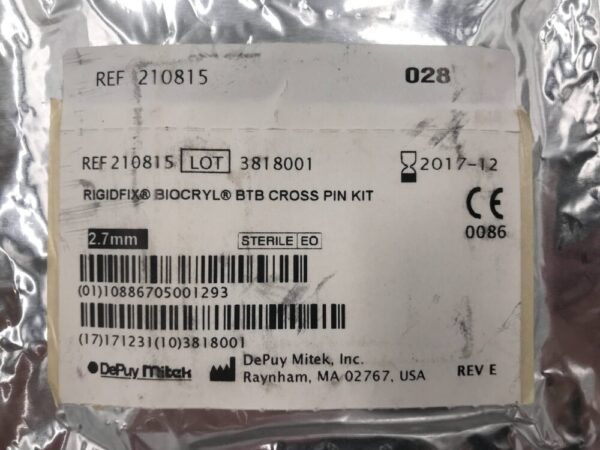 REF 210815 028
REF 210815 LOT 3818001 2017-12
RIGIDFIX® BIOCRYL® BTB CROSS PIN KIT
CE
0086
2.7mm STERILE EO
(01)10886705001293
(17)171231(10)3818001
DePuy Mitek DePuy Mitek, Inc.
Raynham, MA 02767, USA REV E